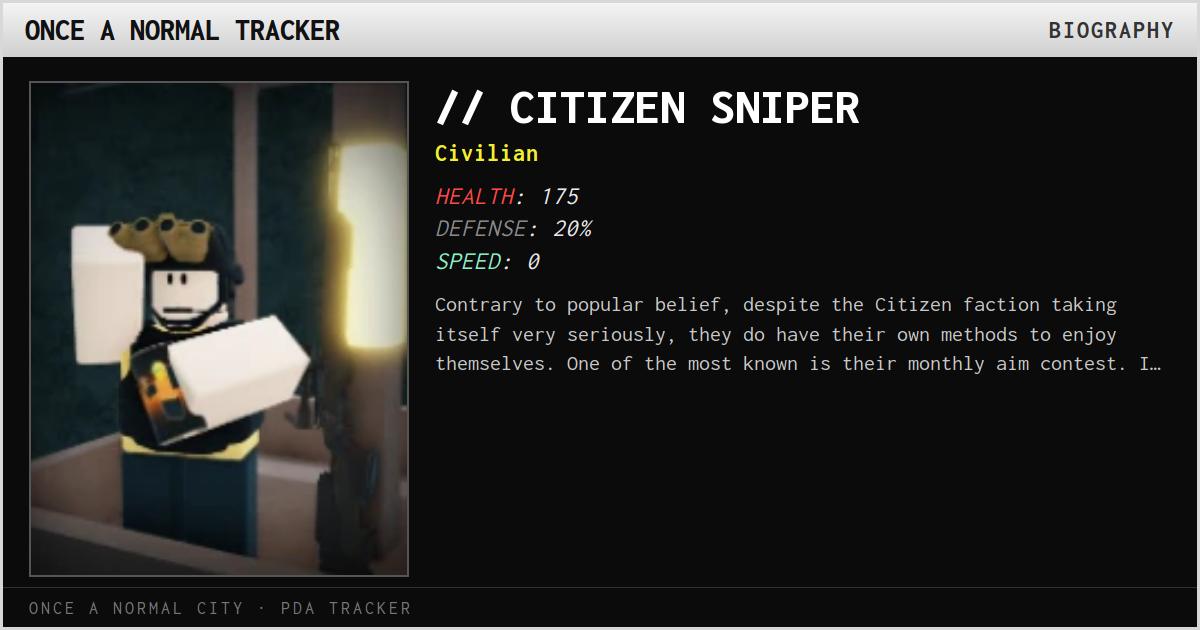 ONCE A NORMAL TRACKER
BIOGRAPHY
// CITIZEN SNIPER
Civilian
HEALTH: 175
DEFENSE: 20%
SPEED: 0
Contrary to popular belief, despite the Citizen faction taking
itself very seriously, they do have their own methods to enjoy
themselves. One of the most known is their monthly aim contest. I…
ONCE A NORMAL CITY · PDA TRACKER